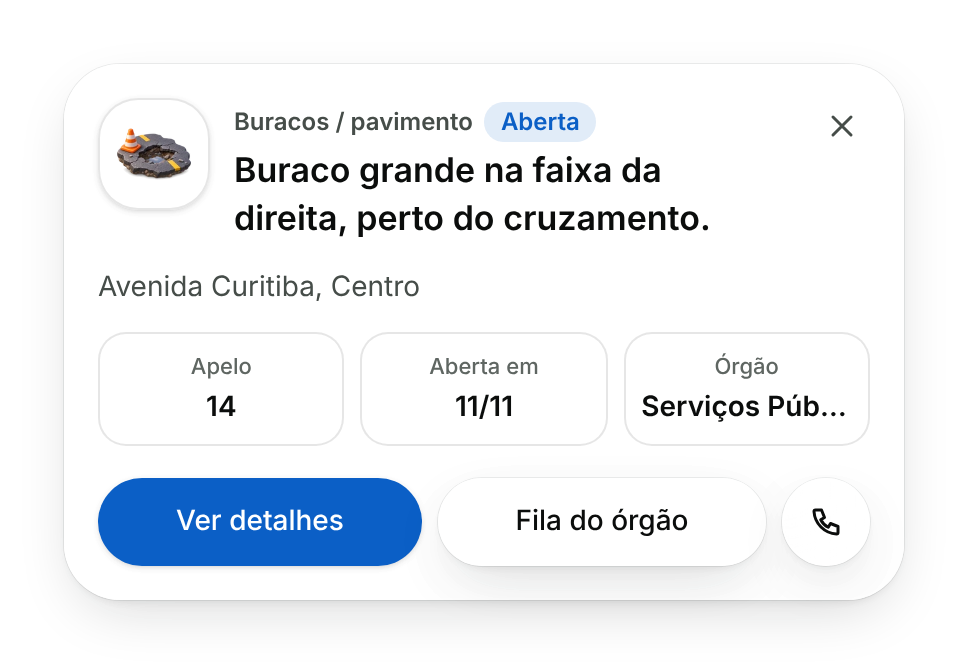 Buracos / pavimento Aberta
Buraco grande na faixa da
direita, perto do cruzamento.
Avenida Curitiba, Centro
Apelo
14
Aberta em
11/11
Órgão
Serviços Púb...
Ver detalhes
Fila do órgão